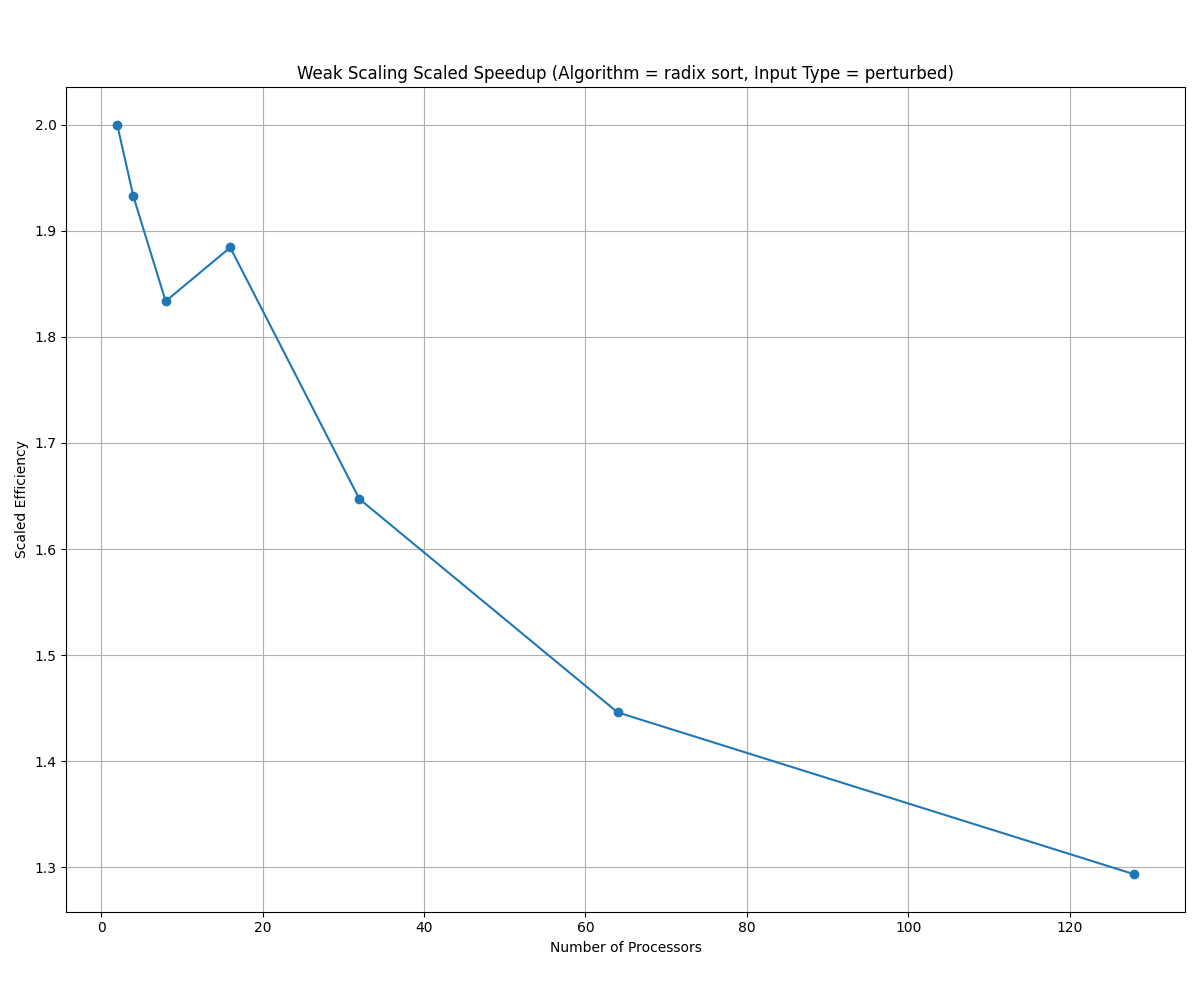 Weak Scaling Scaled Speedup (Algorithm = radix sort, Input Type = perturbed)
2.0
1.9
1.8
1.7
1.6
1.5
1.4
1.3
Scaled Efficiency
0 20 40 60 80 100 120
Number of Processors